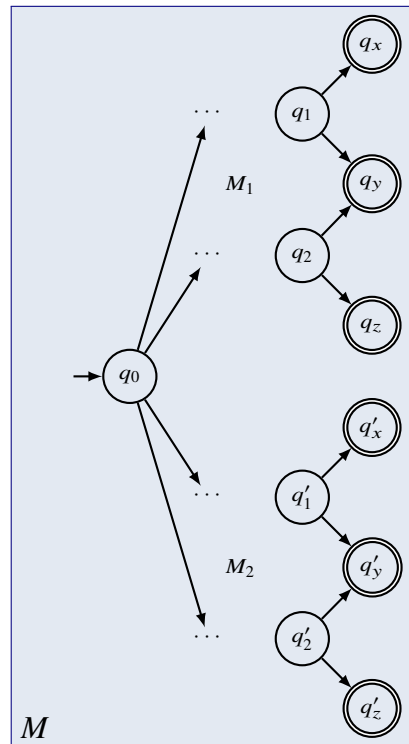 q_x
... q_1
M_1 q_y
... q_2
q_z
q_0
q'_x
... q'_1
M_2 q'_y
... q'_2
q'_z
M